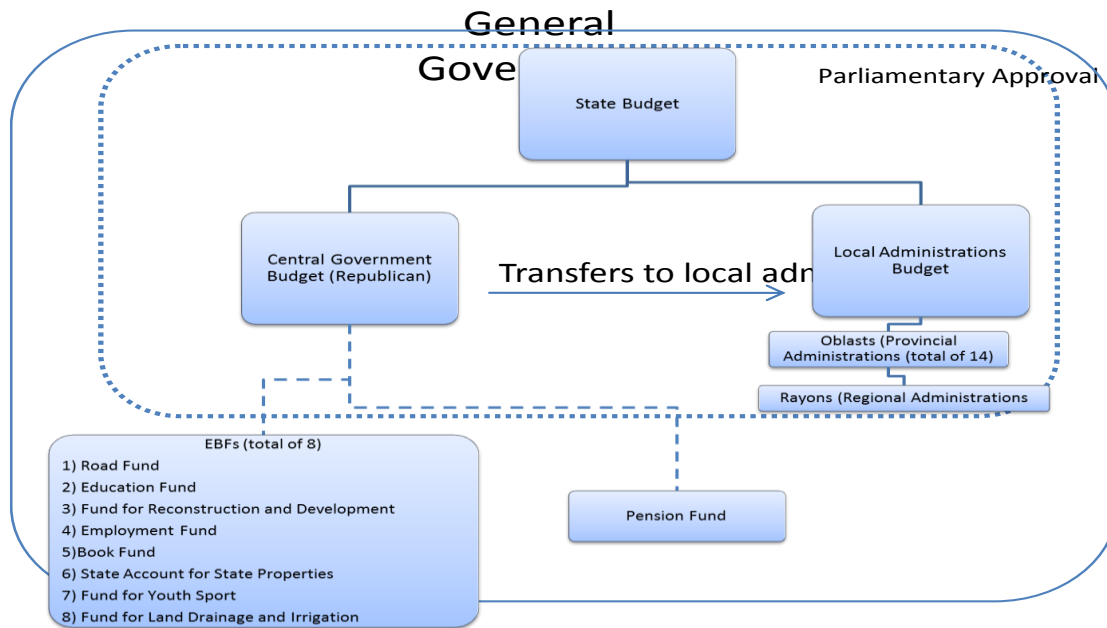 General
Gove
Parliamentary Approval
State Budget
Central Government
Budget (Republican)
Transfers to local adm
Local Administrations
Budget
Oblasts (Provincial
Administrations (total of 14)
Rayons (Regional Administrations
EBFs (total of 8)
1) Road Fund
2) Education Fund
3) Fund for Reconstruction and Development
4) Employment Fund
5)Book Fund
6) State Account for State Properties
7) Fund for Youth Sport
8) Fund for Land Drainage and Irrigation
Pension Fund